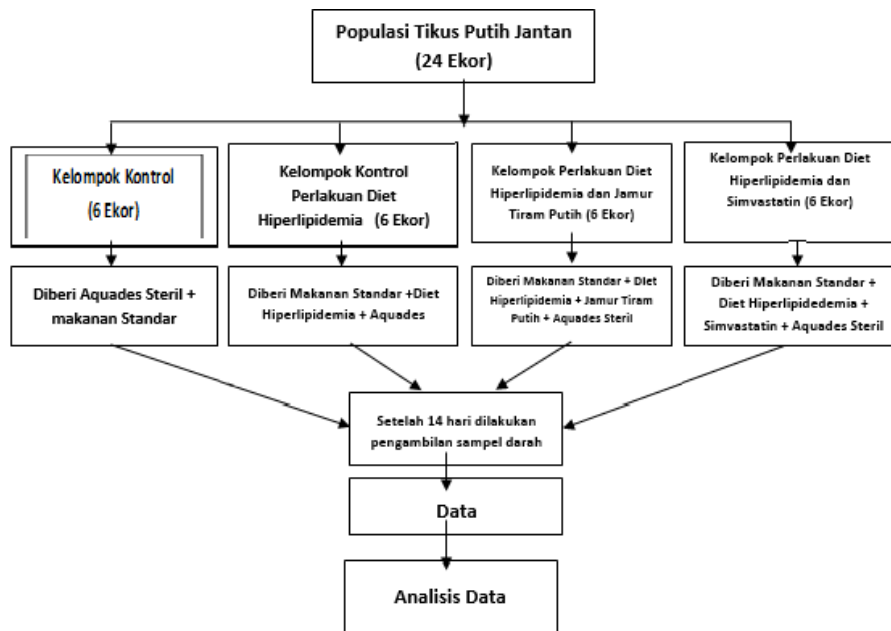 Populasi Tikus Putih Jantan
(24 Ekor)
Kelompok Kontrol
(6 Ekor)
Kelompok Kontrol
Perlakuan Diet
Hiperlipidemia (6 Ekor)
Kelompok Perlakuan Diet
Hiperlipidemia dan Jamur
Tiram Putih (6 Ekor)
Kelompok Perlakuan Diet
Hiperlipidemia dan
Simvastatin (6 Ekor)
Diberi Aquades Steril +
makanan Standar
Diberi Makanan Standar +Diet
Hiperlipidemia + Aquades
Diberi Makanan Standar + Diet
Hiperlipidemia + Jamur Tiram
Putih + Aquades Steril
Diberi Makanan Standar +
Diet Hiperlipidedemia +
Simvastatin + Aquades Steril
Setelah 14 hari dilakukan
pengambilan sampel darah
Data
Analisis Data